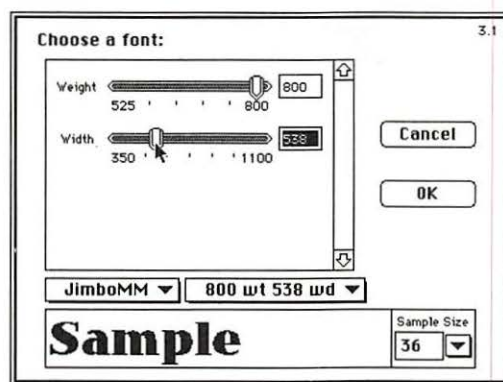 Choose a font:
3.1
Weight
800
525
800
Width
538
350
1100
Cancel
OK
JimboMM
800 wt 538 wd
Sample
Sample Size
36